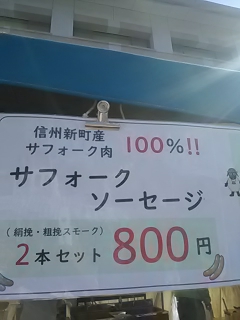 信州新町産
サフォーク肉 100%!!
サフォーク
ソーセージ
(絹挽・粗挽スモーク)
2本セット 800円